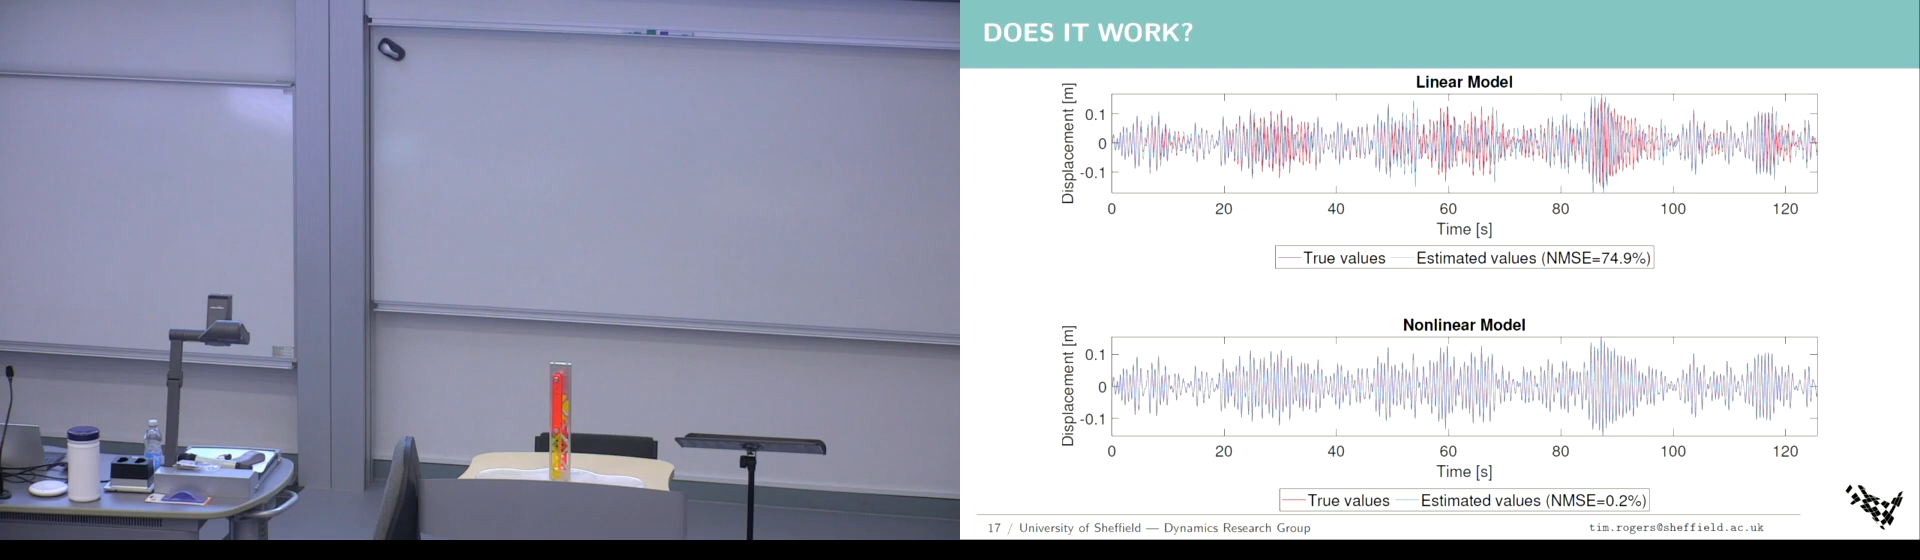 DOES IT WORK?
Linear Model
Displacement [m]
0.1
0
-0.1
0 20 40 60 80 100 120
Time [s]
True values Estimated values (NMSE=74.9%)
Nonlinear Model
Displacement [m]
0.1
0
-0.1
0 20 40 60 80 100 120
Time [s]
True values Estimated values (NMSE=0.2%)
17 / University of Sheffield — Dynamics Research Group tim.rogers@sheffield.ac.uk